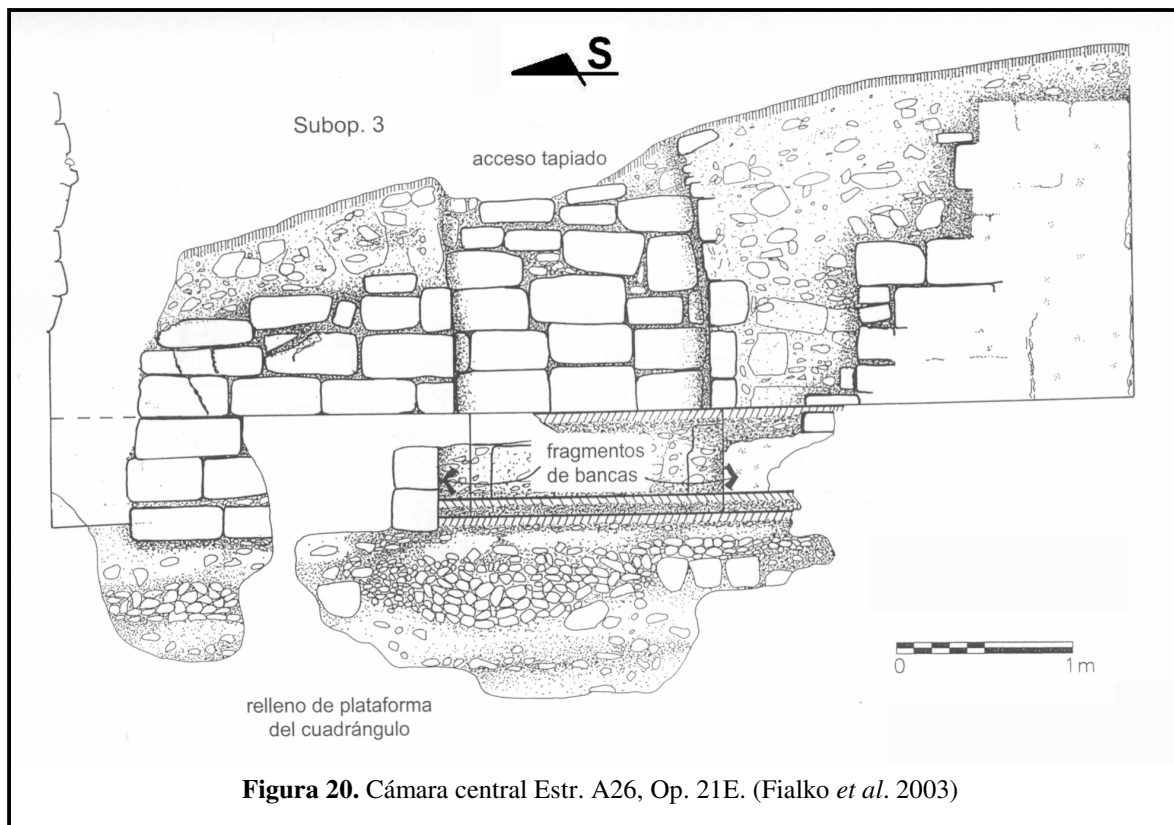 S
Subop. 3
acceso tapiado
fragmentos
de bancas
0 1m
relleno de plataforma
del cuadrángulo
Figura 20. Cámara central Estr. A26, Op. 21E. (Fialko et al. 2003)